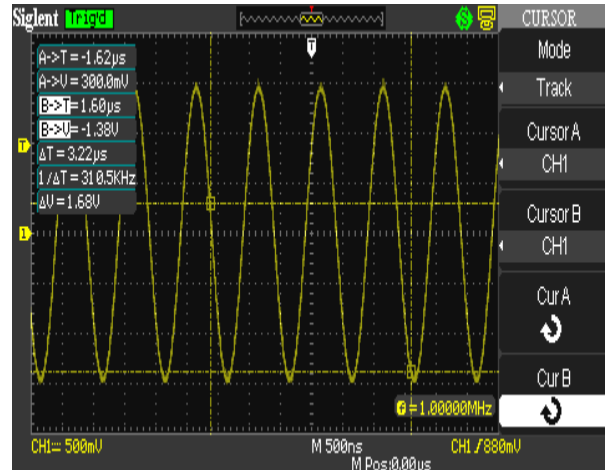 Siglent Trig'd
CURSOR
Mode
Track
Cursor A
CH1
Cursor B
CH1
Cur A
Cur B
A->T=-1.62µs
A->V=300.0mV
B->T=1.60µs
B->V=-1.38V
ΔT=3.22µs
1/ΔT=310.5KHz
ΔV=1.68V
T
T
1
f=1.00000MHz
CH1 500mV
M 500ns
CH1 880mV
M Pos:0.00µs